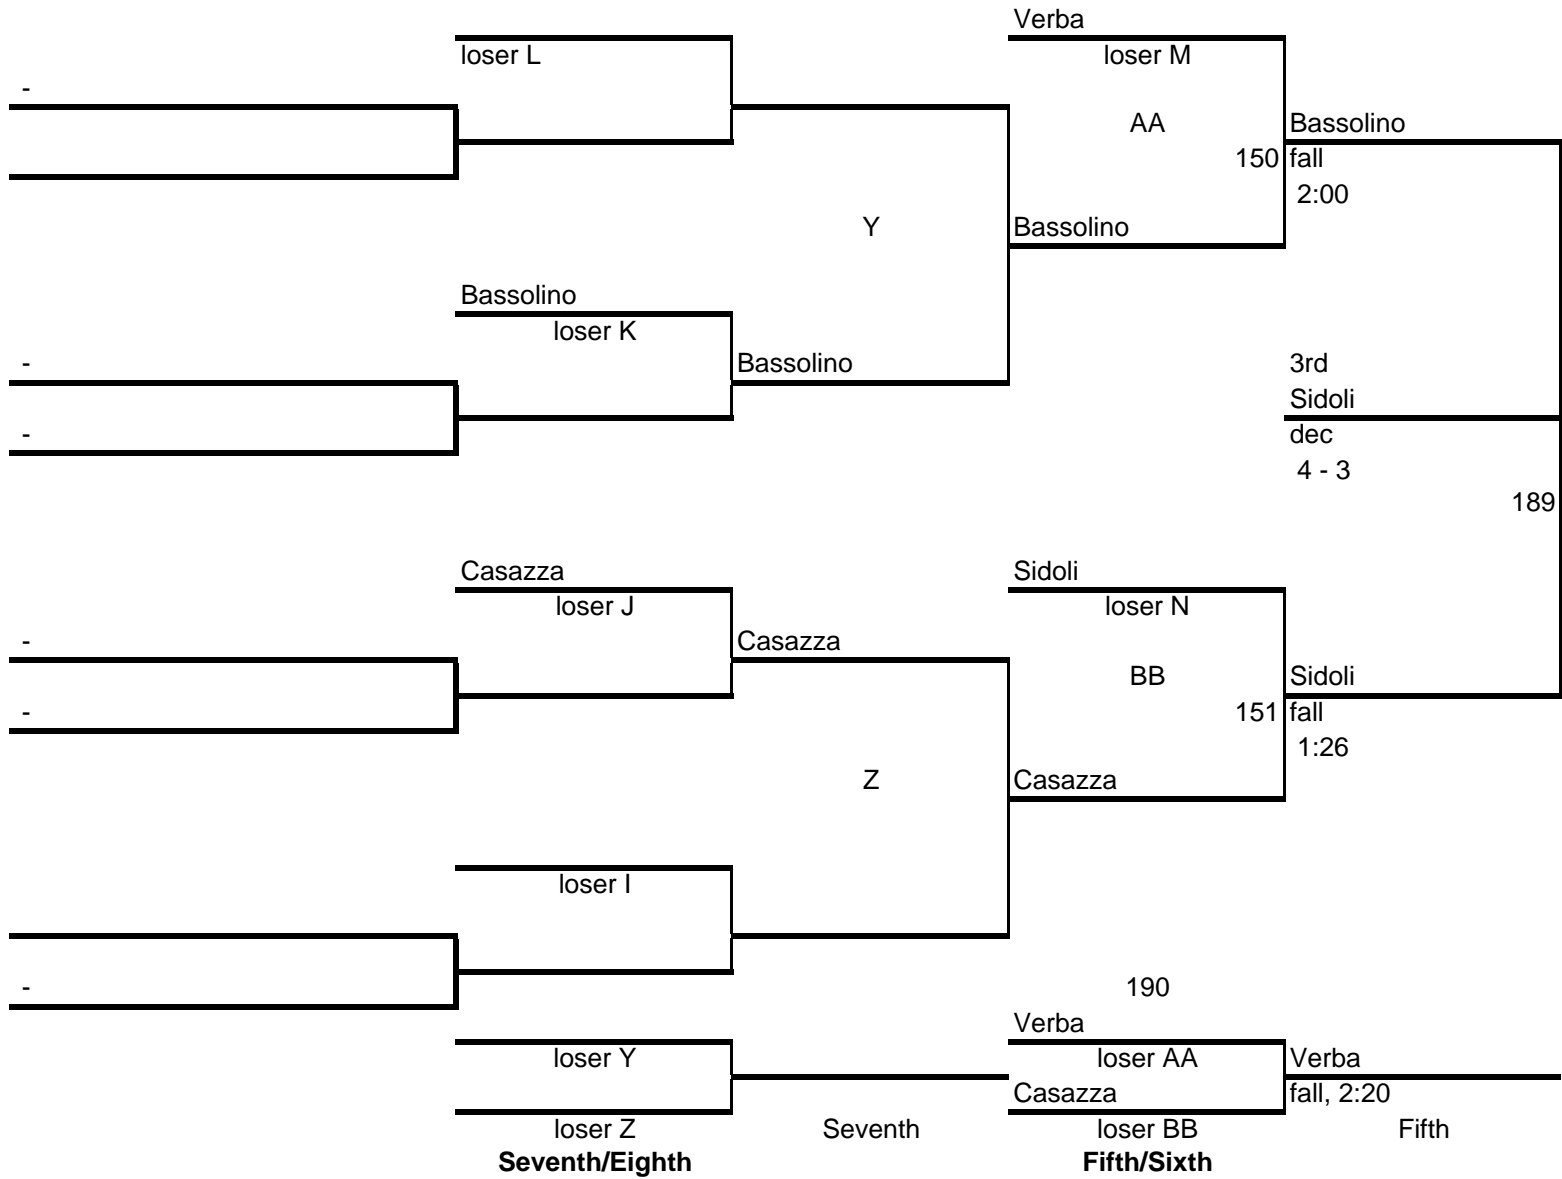 Verba
loser L
loser M
-
AA
Bassolino
150 fall
2:00
Y
Bassolino
Bassolino
loser K
-
Bassolino
3rd
Sidoli
-
dec
4 - 3
189
Casazza
Sidoli
loser J
loser N
-
Casazza
BB
Sidoli
-
151 fall
1:26
Z
Casazza
loser I
-
190
Verba
loser Y
loser AA
Verba
Casazza
fall, 2:20
loser Z
Seventh
loser BB
Fifth
Seventh/Eighth
Fifth/Sixth